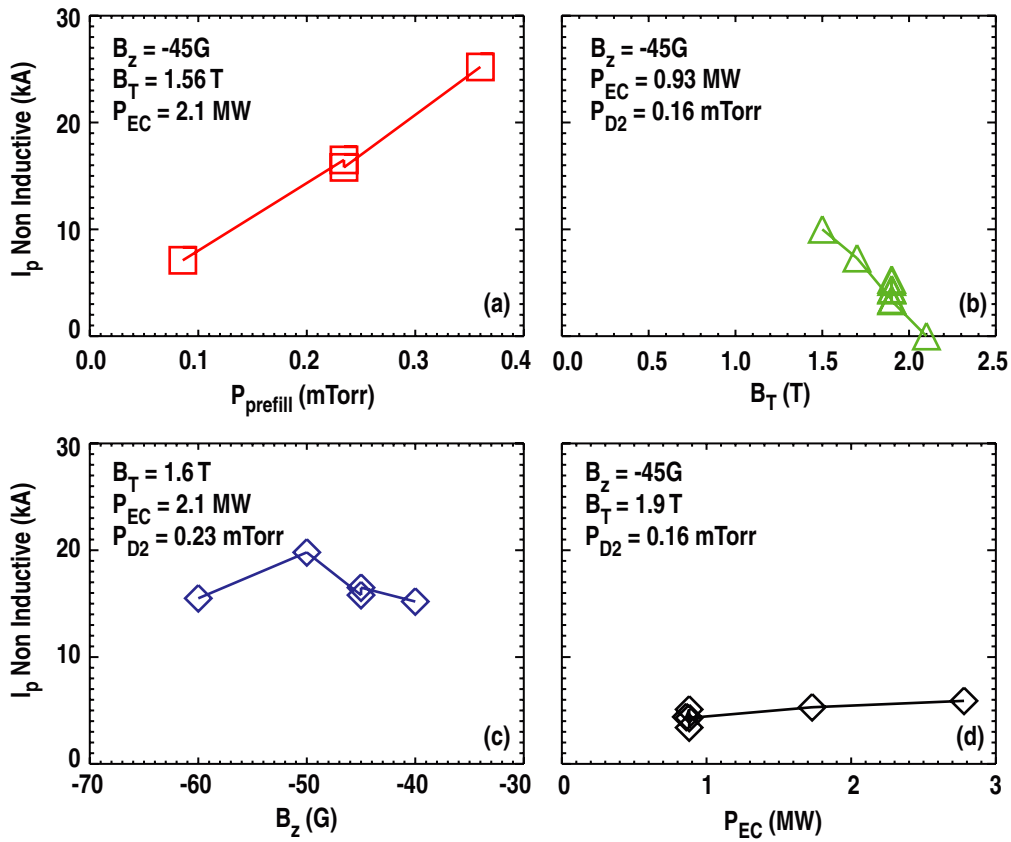 30
20
10
0
I_p Non Inductive (kA)
B_z = -45G
B_T = 1.56 T
P_EC = 2.1 MW
(a)
0.0 0.1 0.2 0.3 0.4
P_prefill (mTorr)
B_z = -45G
P_EC = 0.93 MW
P_D2 = 0.16 mTorr
(b)
0.0 0.5 1.0 1.5 2.0 2.5
B_T (T)
30
20
10
0
I_p Non Inductive (kA)
B_T = 1.6 T
P_EC = 2.1 MW
P_D2 = 0.23 mTorr
(c)
-70 -60 -50 -40 -30
B_z (G)
B_z = -45G
B_T = 1.9 T
P_D2 = 0.16 mTorr
(d)
0 1 2 3
P_EC (MW)